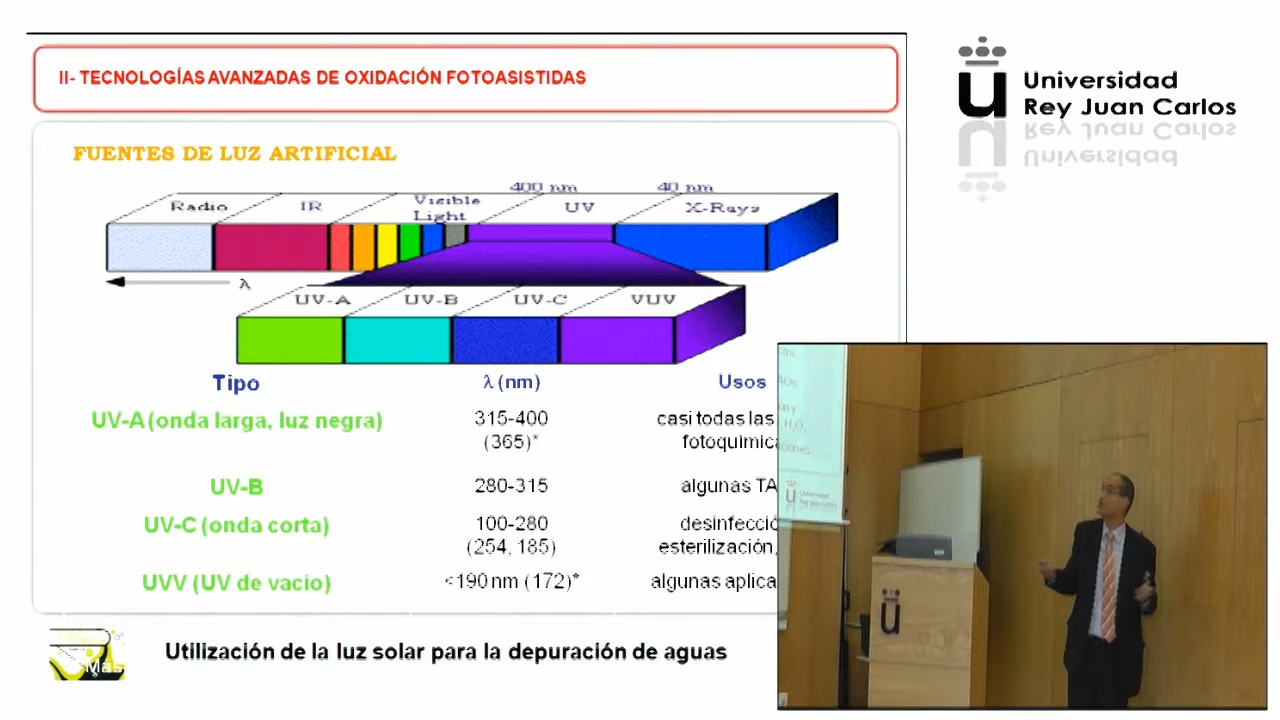 II- TECNOLOGÍAS AVANZADAS DE OXIDACIÓN FOTOASISTIDAS
Universidad
Rey Juan Carlos
FUENTES DE LUZ ARTIFICIAL
400 nm 40 nm
Radio IR Visible Light UV X-Rays
λ
UV-A UV-B UV-C VUV
Tipo λ (nm) Usos
UV-A (onda larga, luz negra) 315-400 casi todas las
(365)* fotoquímica
UV-B 280-315 algunas TA
UV-C (onda corta) 100-280 desinfecció
(254, 185) esterilización,
UVV (UV de vacío) <190 nm (172)* algunas aplica
Utilización de la luz solar para la depuración de aguas
Universidad
Rey Juan Carlos